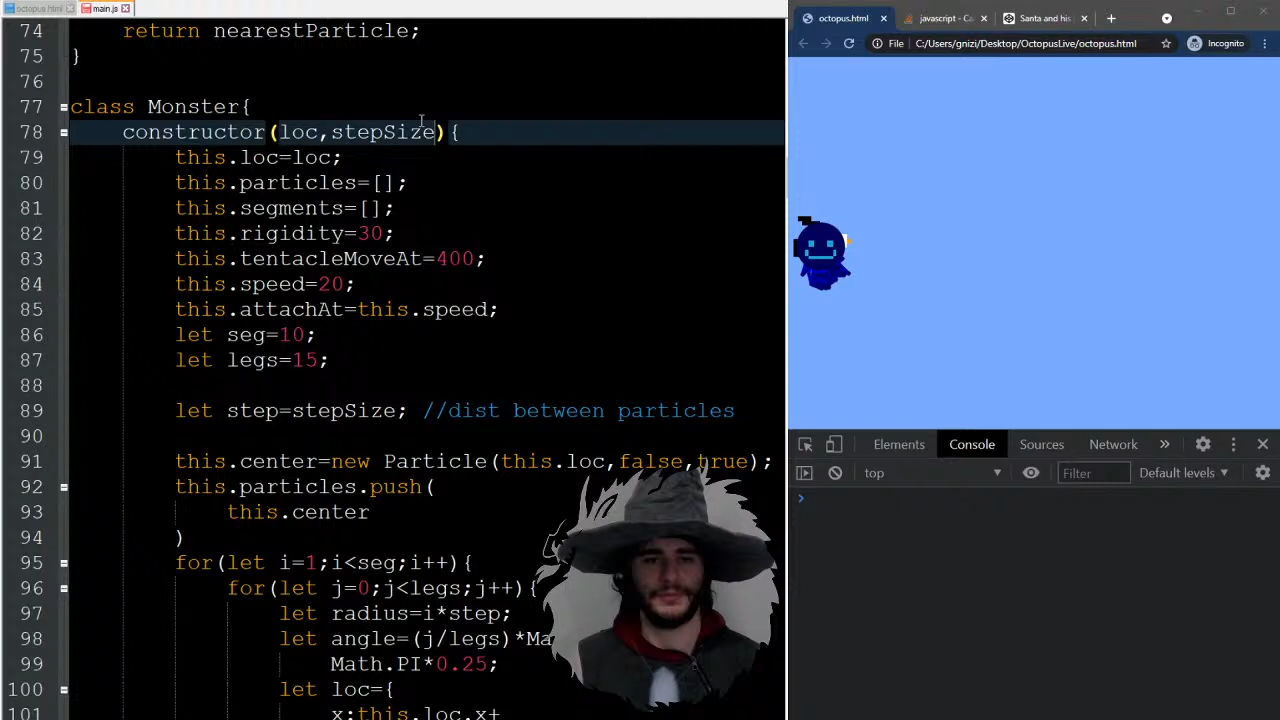 octopus.html
main.js
74 return nearestParticle;
75 }
76
77 class Monster{
78 constructor(loc,stepSize){
79 this.loc=loc;
80 this.particles=[];
81 this.segments=[];
82 this.rigidity=30;
83 this.tentacleMoveAt=400;
84 this.speed=20;
85 this.attachAt=this.speed;
86 let seg=10;
87 let legs=15;
88
89 let step=stepSize; //dist between particles
90
91 this.center=new Particle(this.loc,false,true);
92 this.particles.push(
93 this.center
94 )
95 for(let i=1;i<seg;i++){
96 for(let j=0;j<legs;j++){
97 let radius=i*step;
98 let angle=(j/legs)*Ma
99 Math.PI*0.25;
100 let loc={
101 x:this.loc.x+
octopus.html
javascript - Ca
Santa and his
File C:/Users/gnizi/Desktop/OctopusLive/octopus.html
Incognito
Elements Console Sources Network
top Filter Default levels